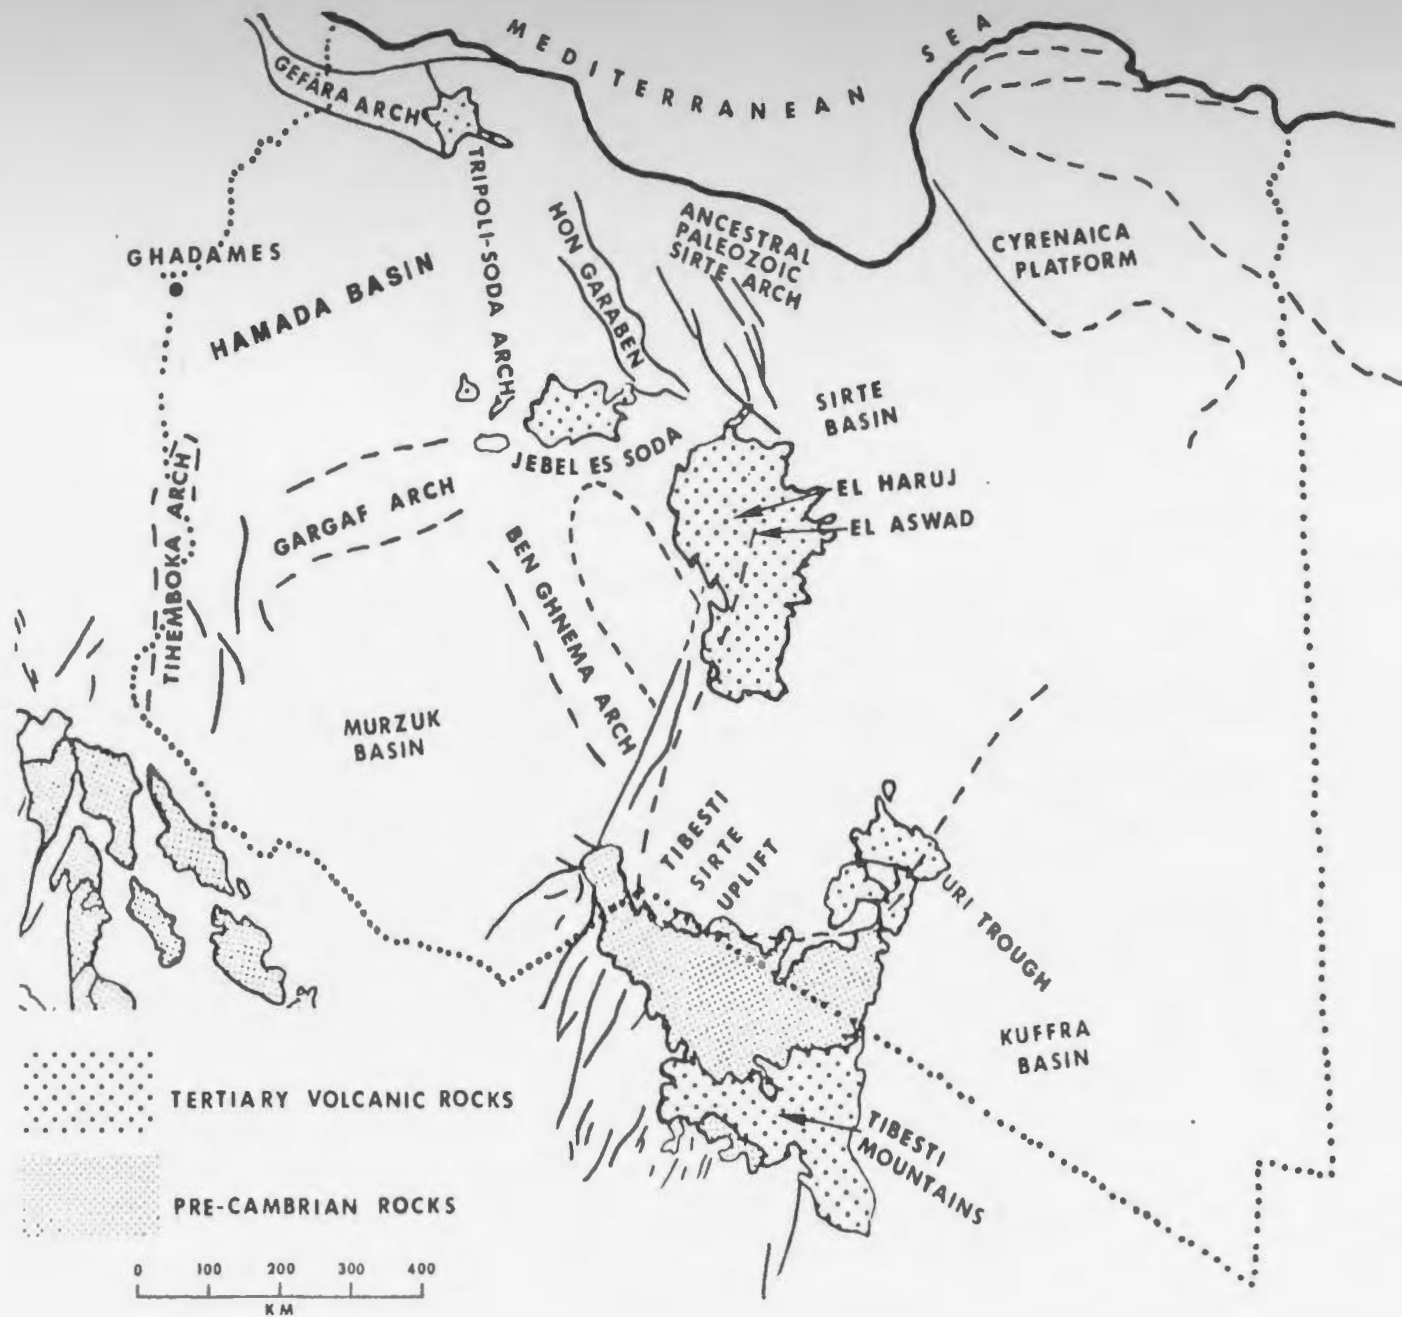 MEDITERRANEAN SEA
GEFÁRA ARCH
TRIPOLI-SODA ARCH
GHADAMES
HAMADA BASIN
HON GARABEN
ANCESTRAL
PALEOZOIC
SIRTE ARCH
CYRENAICA
PLATFORM
SIRTE
BASIN
JEBEL ES SODA
EL HARUJ
EL ASWAD
TIHEMBOKA ARCH
GARGAF ARCH
BEN GHNEMA ARCH
MURZUK
BASIN
TIBESTI
SIRTE
UPLIFT
URI TROUGH
KUFFRA
BASIN
TIBESTI
MOUNTAINS
TERTIARY VOLCANIC ROCKS
PRE-CAMBRIAN ROCKS
0 100 200 300 400
KM